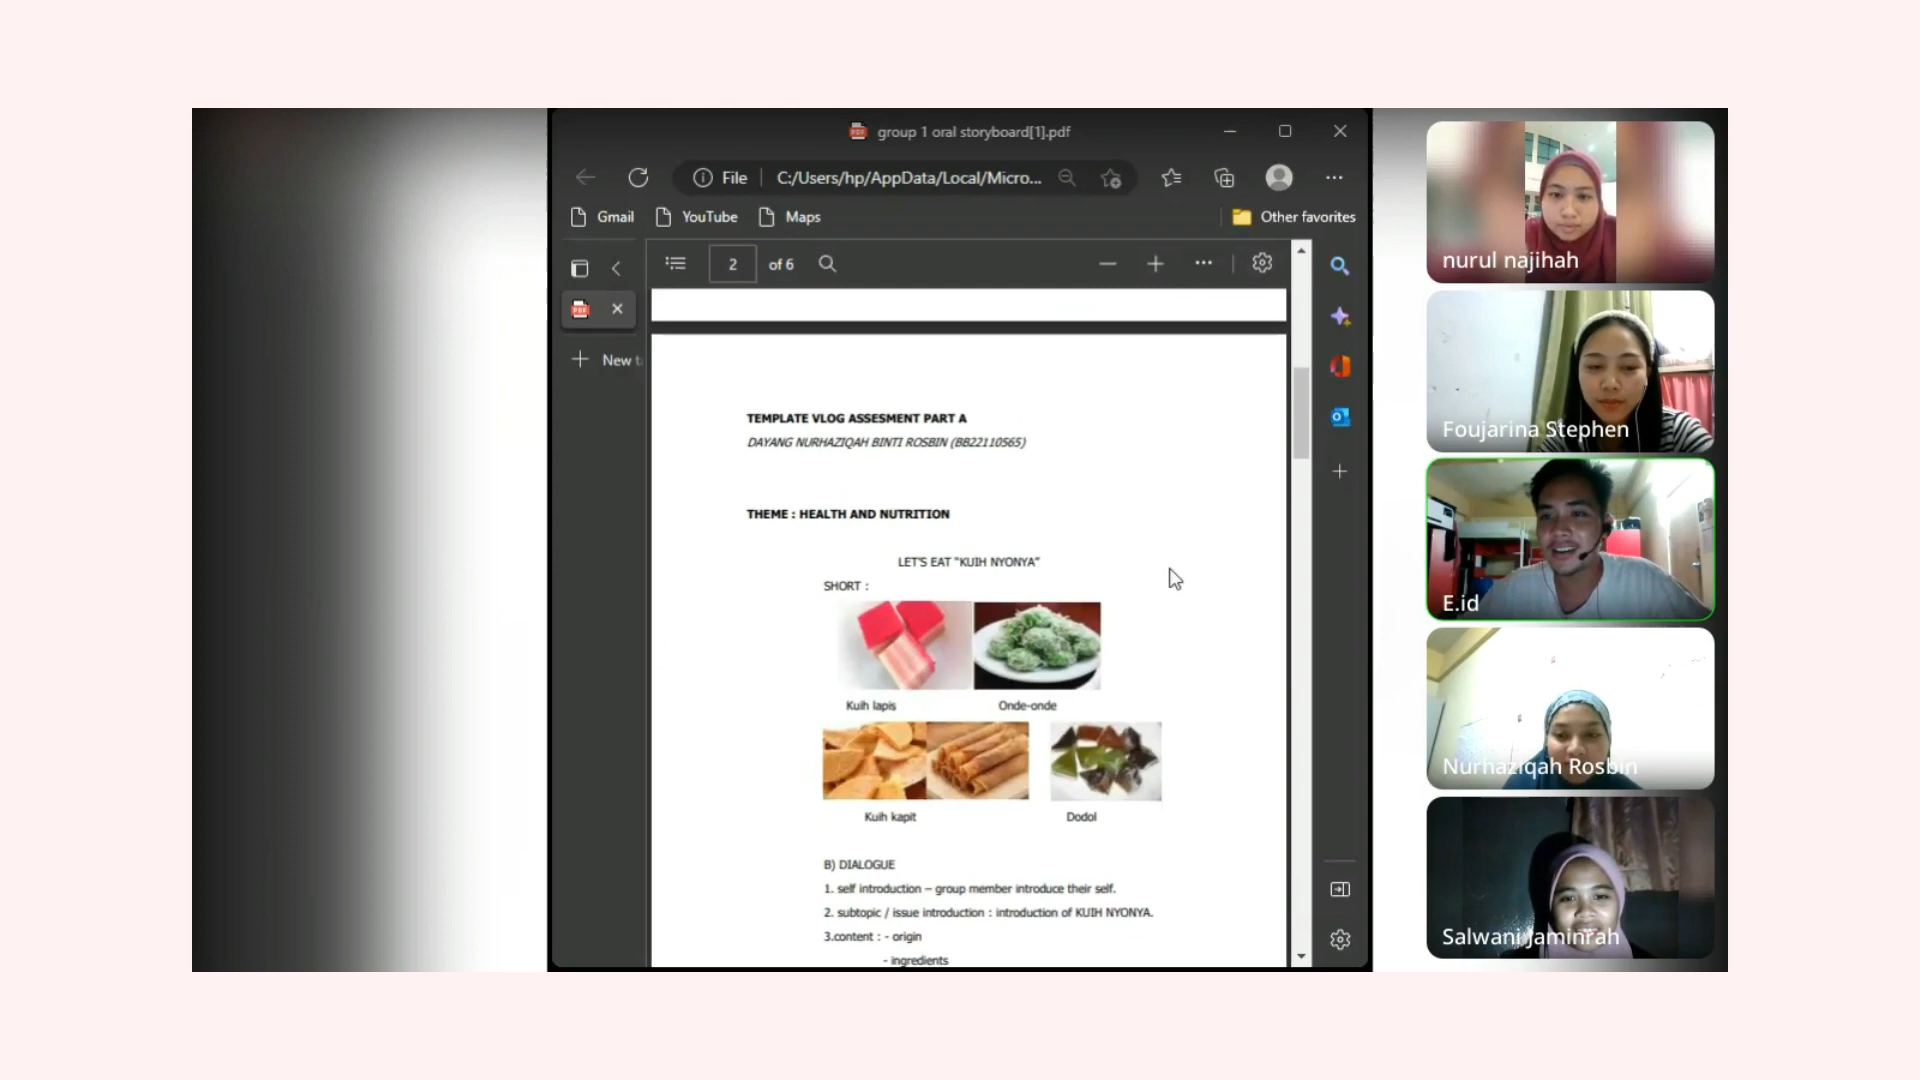 group 1 oral storyboard[1].pdf
File
C:/Users/hp/AppData/Local/Micro...
Gmail
YouTube
Maps
Other favorites
2
of 6
New
TEMPLATE VLOG ASSESMENT PART A
DAYANG NURHAZIQAH BINTI ROSBIN (BB22110565)
THEME : HEALTH AND NUTRITION
LET'S EAT "KUIH NYONYA"
SHORT :
Kuih lapis
Onde-onde
Kuih kapit
Dodol
B) DIALOGUE
1. self introduction – group member introduce their self.
2. subtopic / issue introduction : introduction of KUIH NYONYA.
3.content : - origin
- ingredients
nurul najihah
Foujarina Stephen
E.id
Nurhaziqah Rosbin
Salwani Jaminrah